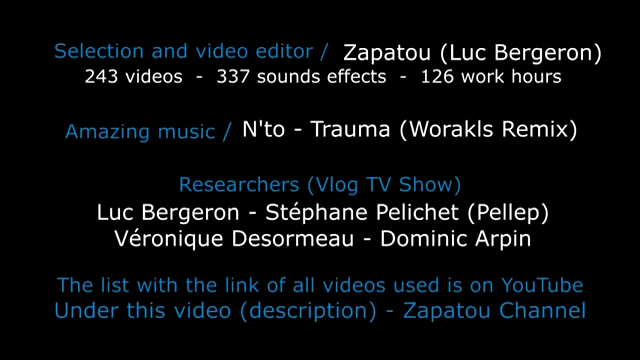 Selection and video editor / Zapatou (Luc Bergeron)
243 videos - 337 sounds effects - 126 work hours
Amazing music / N'to - Trauma (Worakls Remix)
Researchers (Vlog TV Show)
Luc Bergeron - Stéphane Pelichet (Pellep)
Véronique Desormeau - Dominic Arpin
The list with the link of all videos used is on YouTube
Under this video (description) - Zapatou Channel